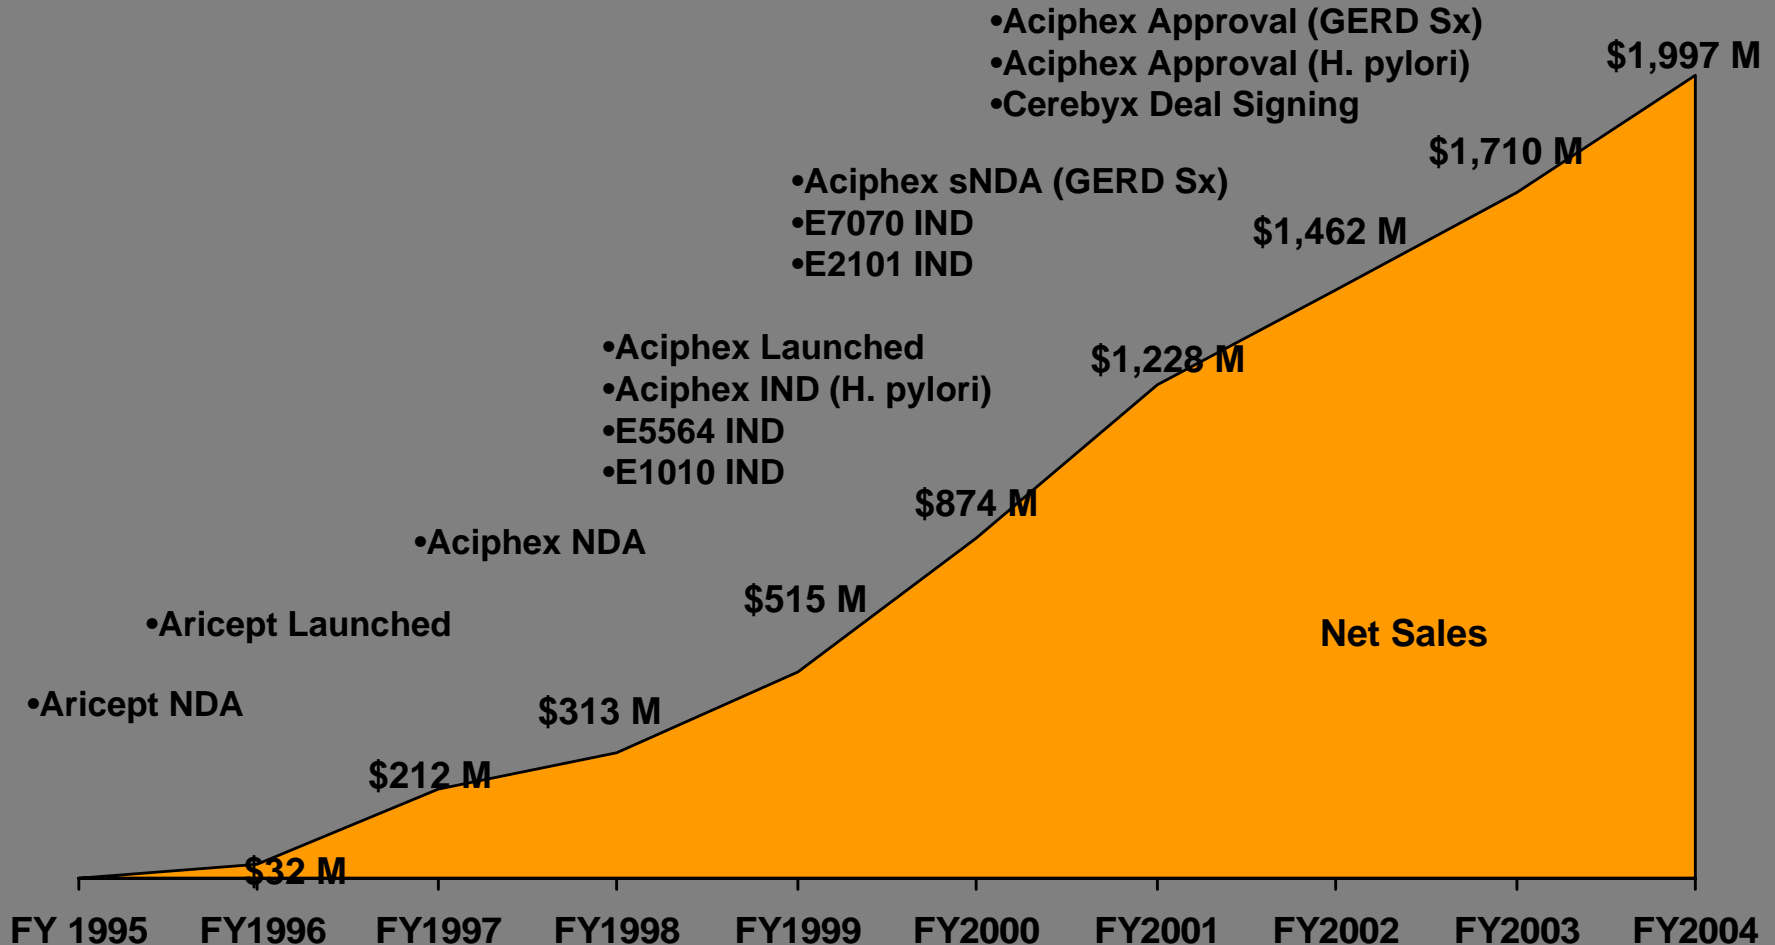 •Aciphex Approval (GERD Sx)
•Aciphex Approval (H. pylori)
•Cerebyx Deal Signing
$1,997 M
$1,710 M
•Aciphex sNDA (GERD Sx)
•E7070 IND
•E2101 IND
$1,462 M
•Aciphex Launched
•Aciphex IND (H. pylori)
•E5564 IND
•E1010 IND
$1,228 M
$874 M
•Aciphex NDA
$515 M
•Aricept Launched
Net Sales
•Aricept NDA
$313 M
$212 M
$32 M
FY 1995 FY1996 FY1997 FY1998 FY1999 FY2000 FY2001 FY2002 FY2003 FY2004